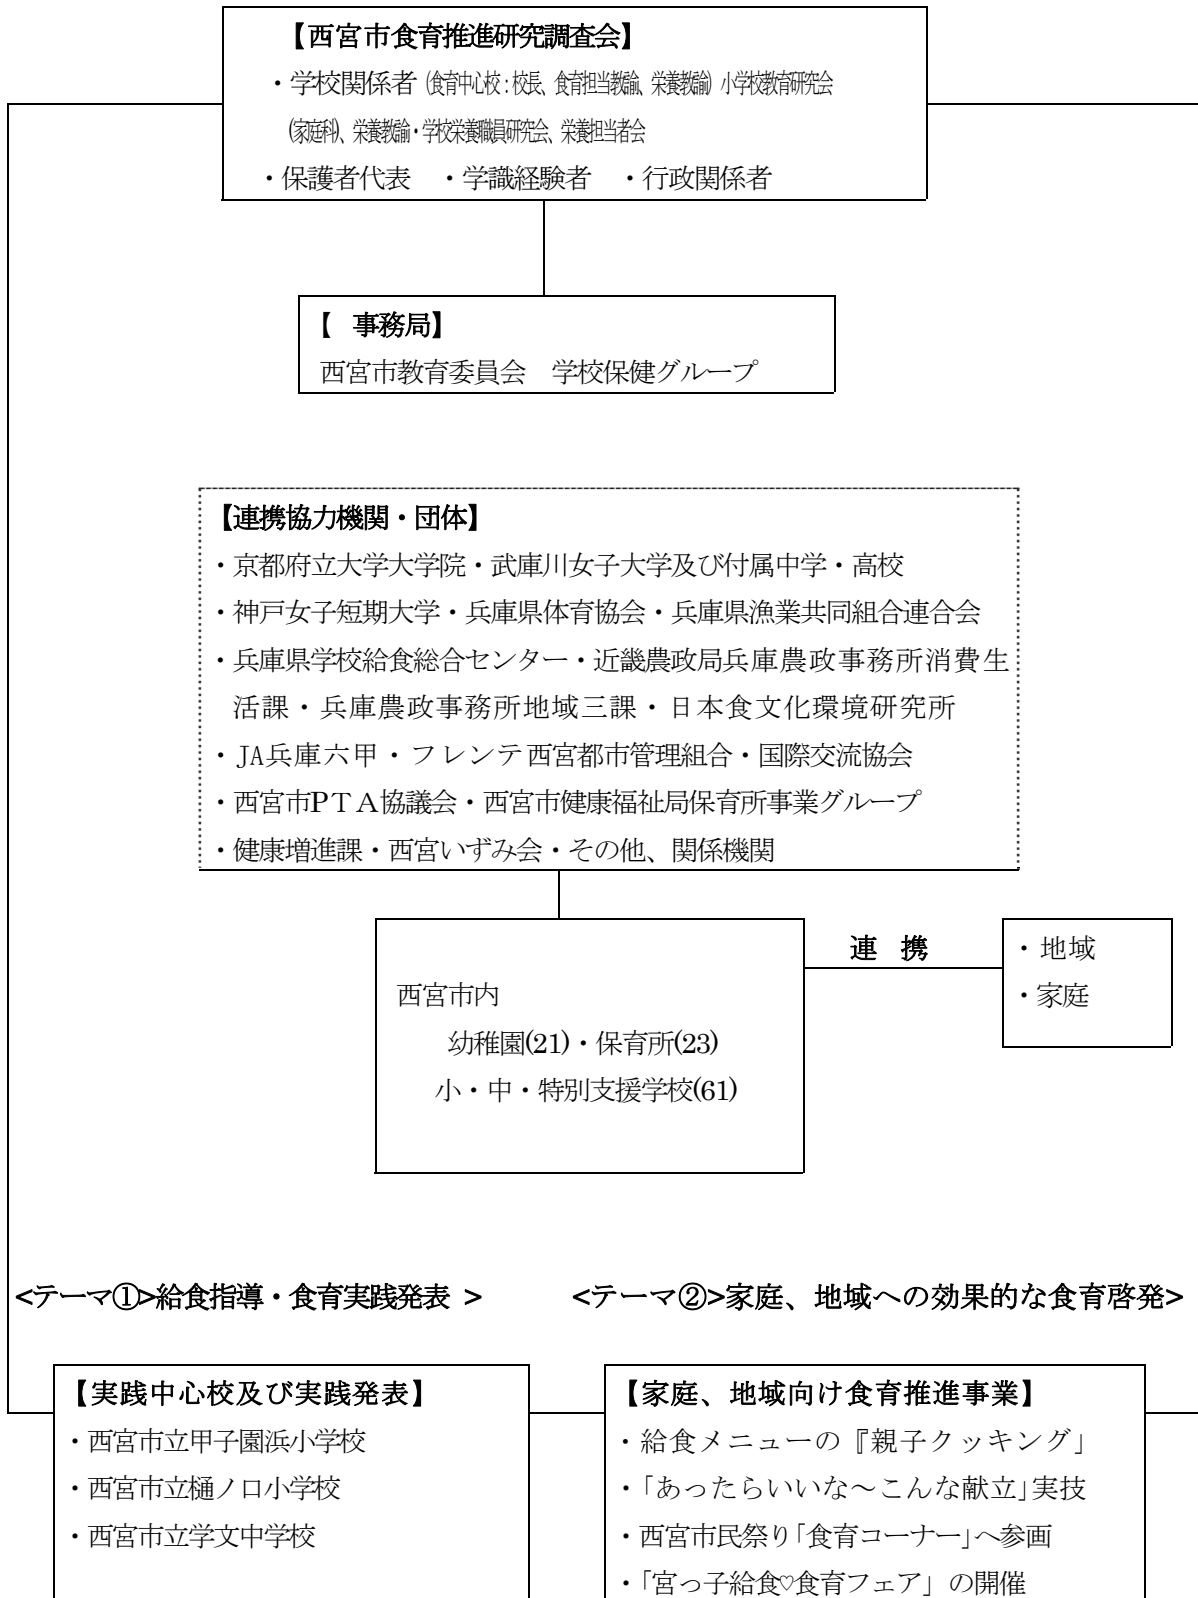 【西宮市食育推進研究調査会】
・学校関係者（食育中心校：校長、食育担当教諭、栄養教諭）小学校教育研究会
（家庭科）、栄養教諭・学校栄養職員研究会、栄養担当者会
・保護者代表　・学識経験者　・行政関係者
【　事務局】
西宮市教育委員会　学校保健グループ
【連携協力機関・団体】
・京都府立大学大学院・武庫川女子大学及び付属中学・高校
・神戸女子短期大学・兵庫県体育協会・兵庫県漁業共同組合連合会
・兵庫県学校給食総合センター・近畿農政局兵庫農政事務所消費生
活課・兵庫農政事務所地域三課・日本食文化環境研究所
・JA兵庫六甲・フレンテ西宮都市管理組合・国際交流協会
・西宮市PTA協議会・西宮市健康福祉局保育所事業グループ
・健康増進課・西宮いずみ会・その他、関係機関
西宮市内
幼稚園(21)・保育所(23)
小・中・特別支援学校(61)
連　携
・地域
・家庭
<テーマ①>給食指導・食育実践発表 >
<テーマ②>家庭、地域への効果的な食育啓発>
【実践中心校及び実践発表】
・西宮市立甲子園浜小学校
・西宮市立樋ノ口小学校
・西宮市立学文中学校
【家庭、地域向け食育推進事業】
・給食メニューの『親子クッキング」
・「あったらいいな～こんな献立」実技
・西宮市民祭り「食育コーナー」へ参画
・「宮っ子給食♡食育フェア」の開催